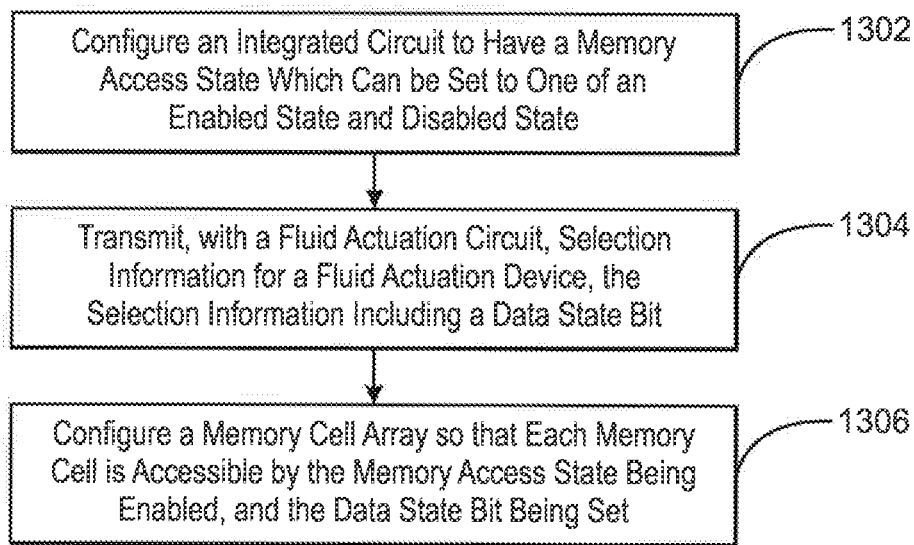 Configure an Integrated Circuit to Have a Memory
Access State Which Can be Set to One of an
Enabled State and Disabled State
1302
Transmit, with a Fluid Actuation Circuit, Selection
Information for a Fluid Actuation Device, the
Selection Information Including a Data State Bit
1304
Configure a Memory Cell Array so that Each Memory
Cell is Accessible by the Memory Access State Being
Enabled, and the Data State Bit Being Set
1306